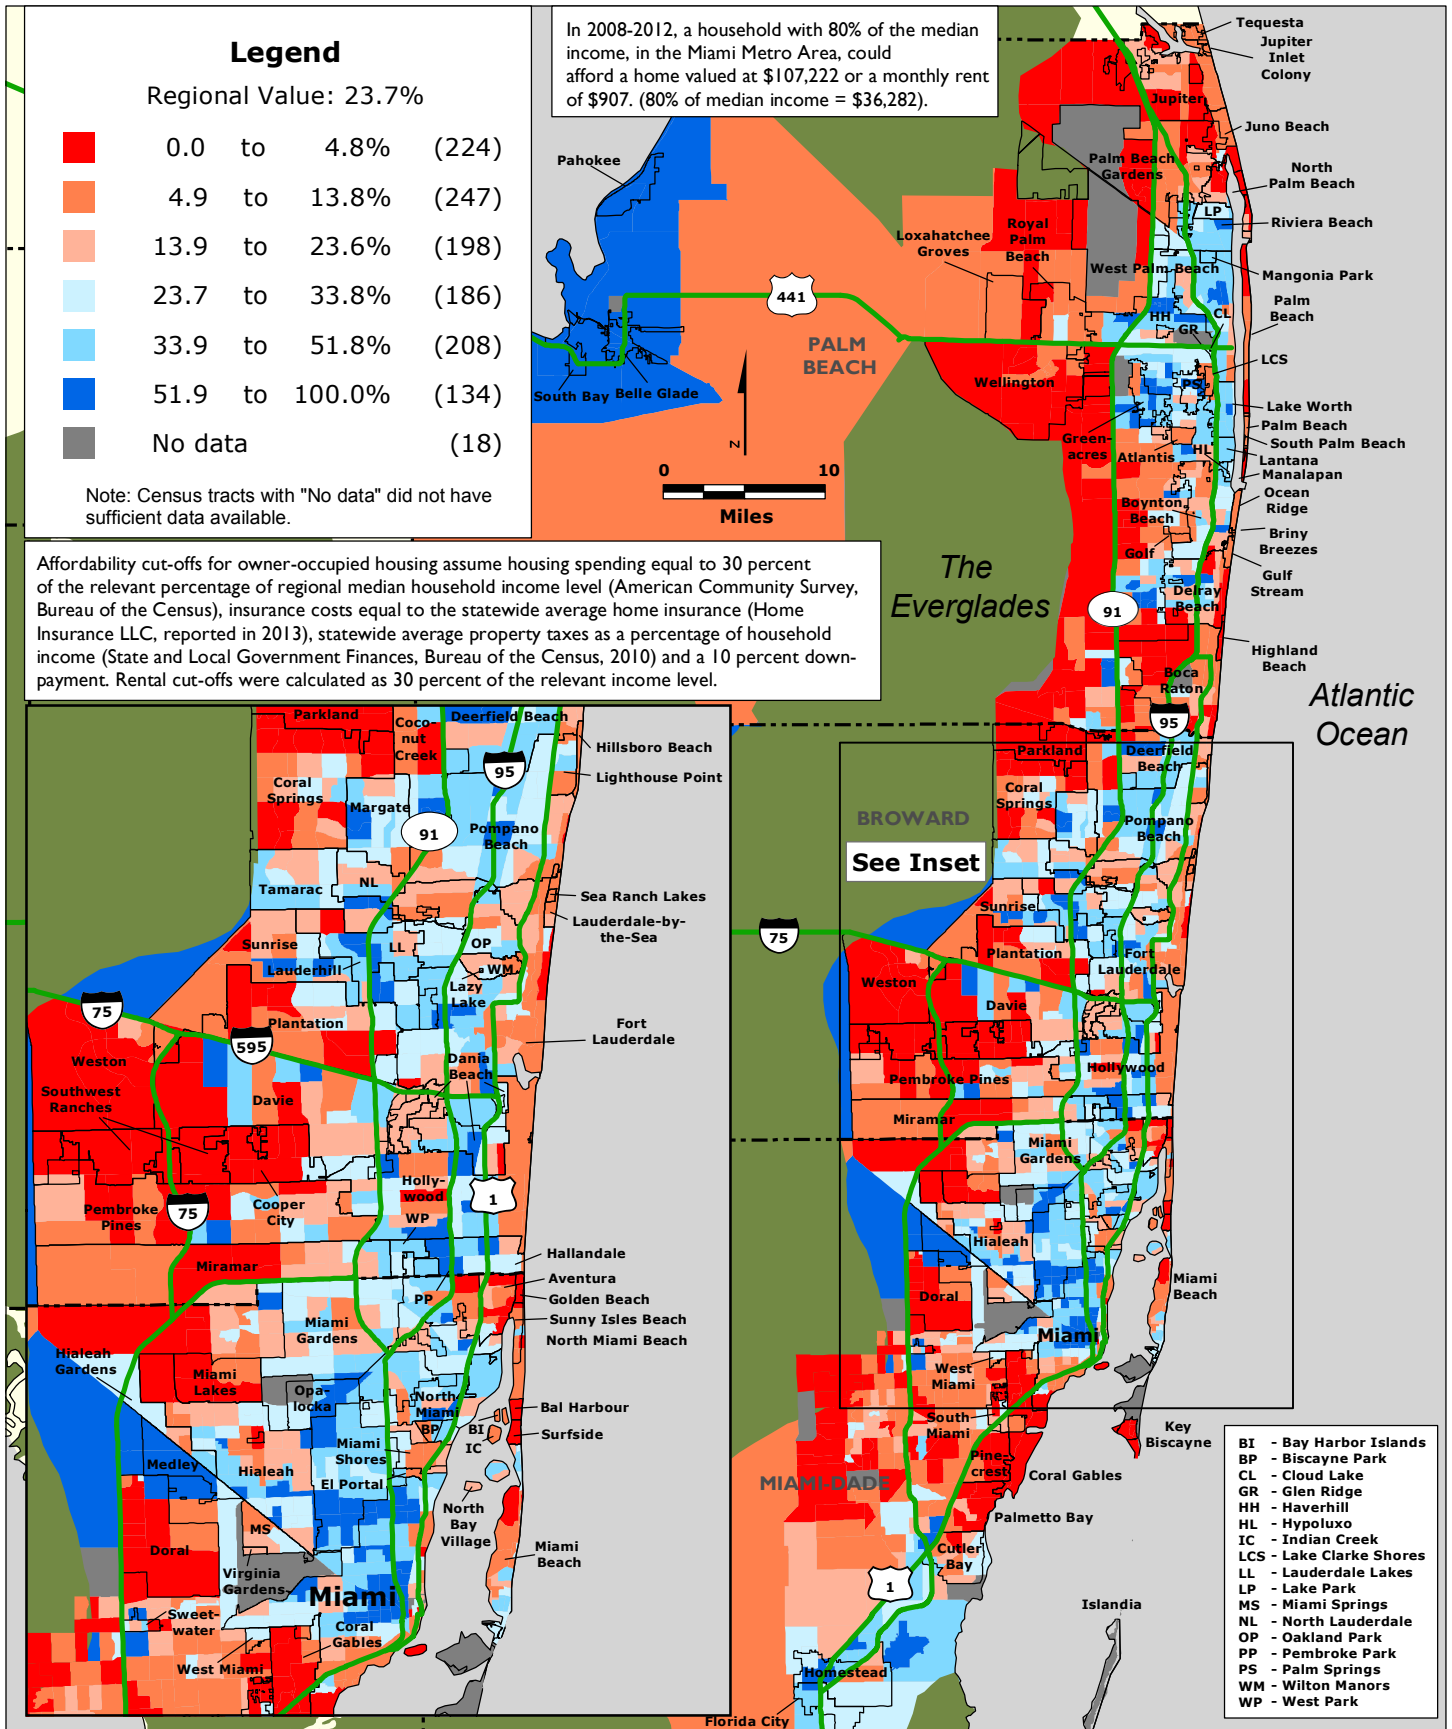 Legend
Regional Value: 23.7%
0.0 to 4.8% (224)
4.9 to 13.8% (247)
13.9 to 23.6% (198)
23.7 to 33.8% (186)
33.9 to 51.8% (208)
51.9 to 100.0% (134)
No data (18)
Note: Census tracts with "No data" did not have
sufficient data available.
In 2008-2012, a household with 80% of the median
income, in the Miami Metro Area, could
afford a home valued at $107,222 or a monthly rent
of $907. (80% of median income = $36,282).
Affordability cut-offs for owner-occupied housing assume housing spending equal to 30 percent
of the relevant percentage of regional median household income level (American Community Survey,
Bureau of the Census), insurance costs equal to the statewide average home insurance (Home
Insurance LLC, reported in 2013), statewide average property taxes as a percentage of household
income (State and Local Government Finances, Bureau of the Census, 2010) and a 10 percent down-
payment. Rental cut-offs were calculated as 30 percent of the relevant income level.
Tequesta
Jupiter
Inlet
Colony
Jupiter
Juno Beach
Palm Beach
Gardens
North
Palm Beach
LP
Riviera Beach
Pahokee
Loxahatchee
Groves
Royal
Palm
Beach
West Palm Beach
Mangonia Park
Palm
Beach
441
HH
CL
GR
PALM
BEACH
LCS
Wellington
PS
South Bay
Belle Glade
Lake Worth
Palm Beach
South Palm Beach
Green-
acres
Atlantis
HL
Lantana
Manalapan
N
0 10
Miles
Ocean
Ridge
Boynton
Beach
Briny
Breezes
Golf
Gulf
Stream
The
Everglades
91
Delray
Beach
Highland
Beach
Boca
Raton
Atlantic
Ocean
95
Parkland
Deerfield
Beach
Coral
Springs
BROWARD
Pompano
Beach
See Inset
Sunrise
75
Plantation
Fort
Lauderdale
Weston
Davie
Hollywood
Pembroke Pines
Miramar
Miami
Gardens
Hialeah
Miami
Beach
Doral
Miami
West
Miami
South
Miami
Key
Biscayne
Pine-
crest
Coral Gables
MIAMI-DADE
Palmetto Bay
Cutler
Bay
1
Islandia
Homestead
Florida City
Parkland
Coco-
nut
Creek
Deerfield Beach
Hillsboro Beach
95
Lighthouse Point
Coral
Springs
Margate
91
Pompano
Beach
NL
Tamarac
Sea Ranch Lakes
Lauderdale-by-
the-Sea
Sunrise
LL
OP
Lauderhill
WM
Lazy
Lake
75
Plantation
Fort
Lauderdale
595
Weston
Dania
Beach
Southwest
Ranches
Davie
Holly-
wood
Pembroke
Pines
75
Cooper
City
1
WP
Hallandale
Miramar
Aventura
PP
Golden Beach
Sunny Isles Beach
Miami
Gardens
North Miami Beach
Hialeah
Gardens
Miami
Lakes
Opa-
locka
North
Miami
Bal Harbour
BP
BI
Surfside
IC
Miami
Shores
Medley
Hialeah
El Portal
North
Bay
Village
MS
Doral
Miami
Beach
Virginia
Gardens
Miami
Sweet-
water
Coral
Gables
West Miami
BI - Bay Harbor Islands
BP - Biscayne Park
CL - Cloud Lake
GR - Glen Ridge
HH - Haverhill
HL - Hypoluxo
IC - Indian Creek
LCS - Lake Clarke Shores
LL - Lauderdale Lakes
LP - Lake Park
MS - Miami Springs
NL - North Lauderdale
OP - Oakland Park
PP - Pembroke Park
PS - Palm Springs
WM - Wilton Manors
WP - West Park